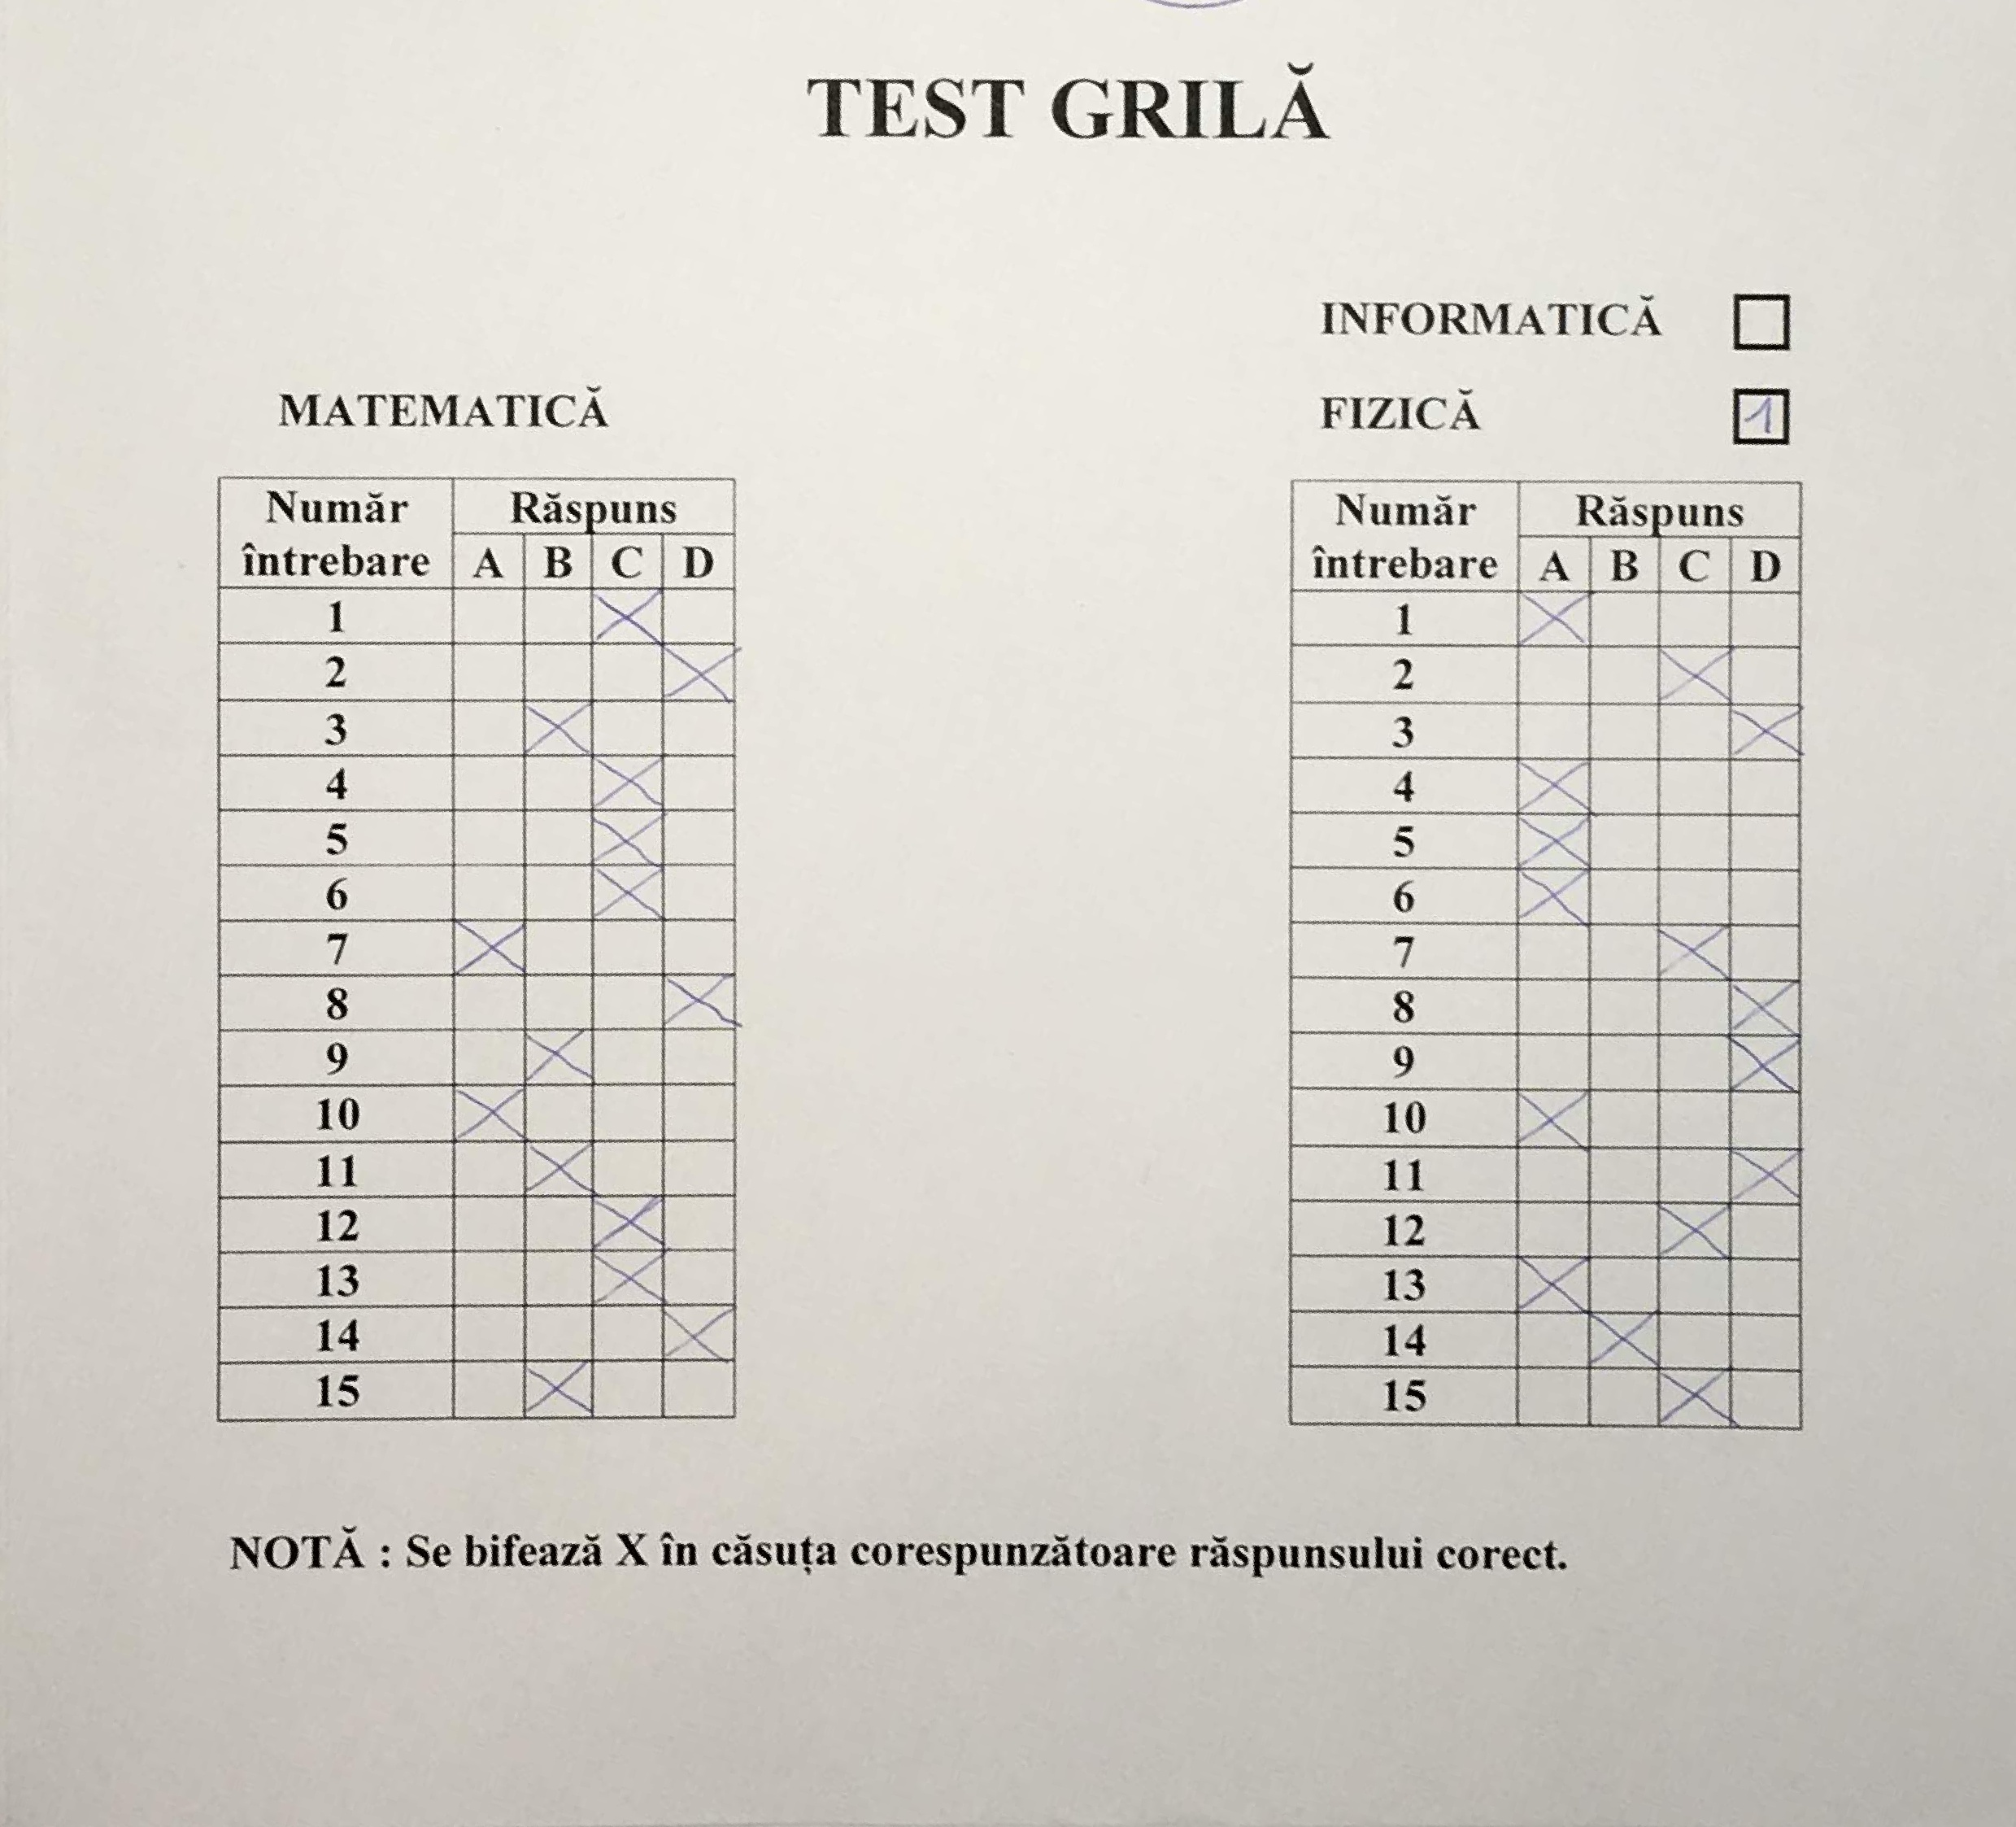 TEST GRILĂ
INFORMATICĂ
MATEMATICĂ
FIZICĂ 1
Număr întrebare Răspuns
A B C D
1 X
2 X
3 X
4 X
5 X
6 X
7 X
8 X
9 X
10 X
11 X
12 X
13 X
14 X
15 X
Număr întrebare Răspuns
A B C D
1 X
2 X
3 X
4 X
5 X
6 X
7 X
8 X
9 X
10 X
11 X
12 X
13 X
14 X
15 X
NOTĂ : Se bifează X în căsuța corespunzătoare răspunsului corect.